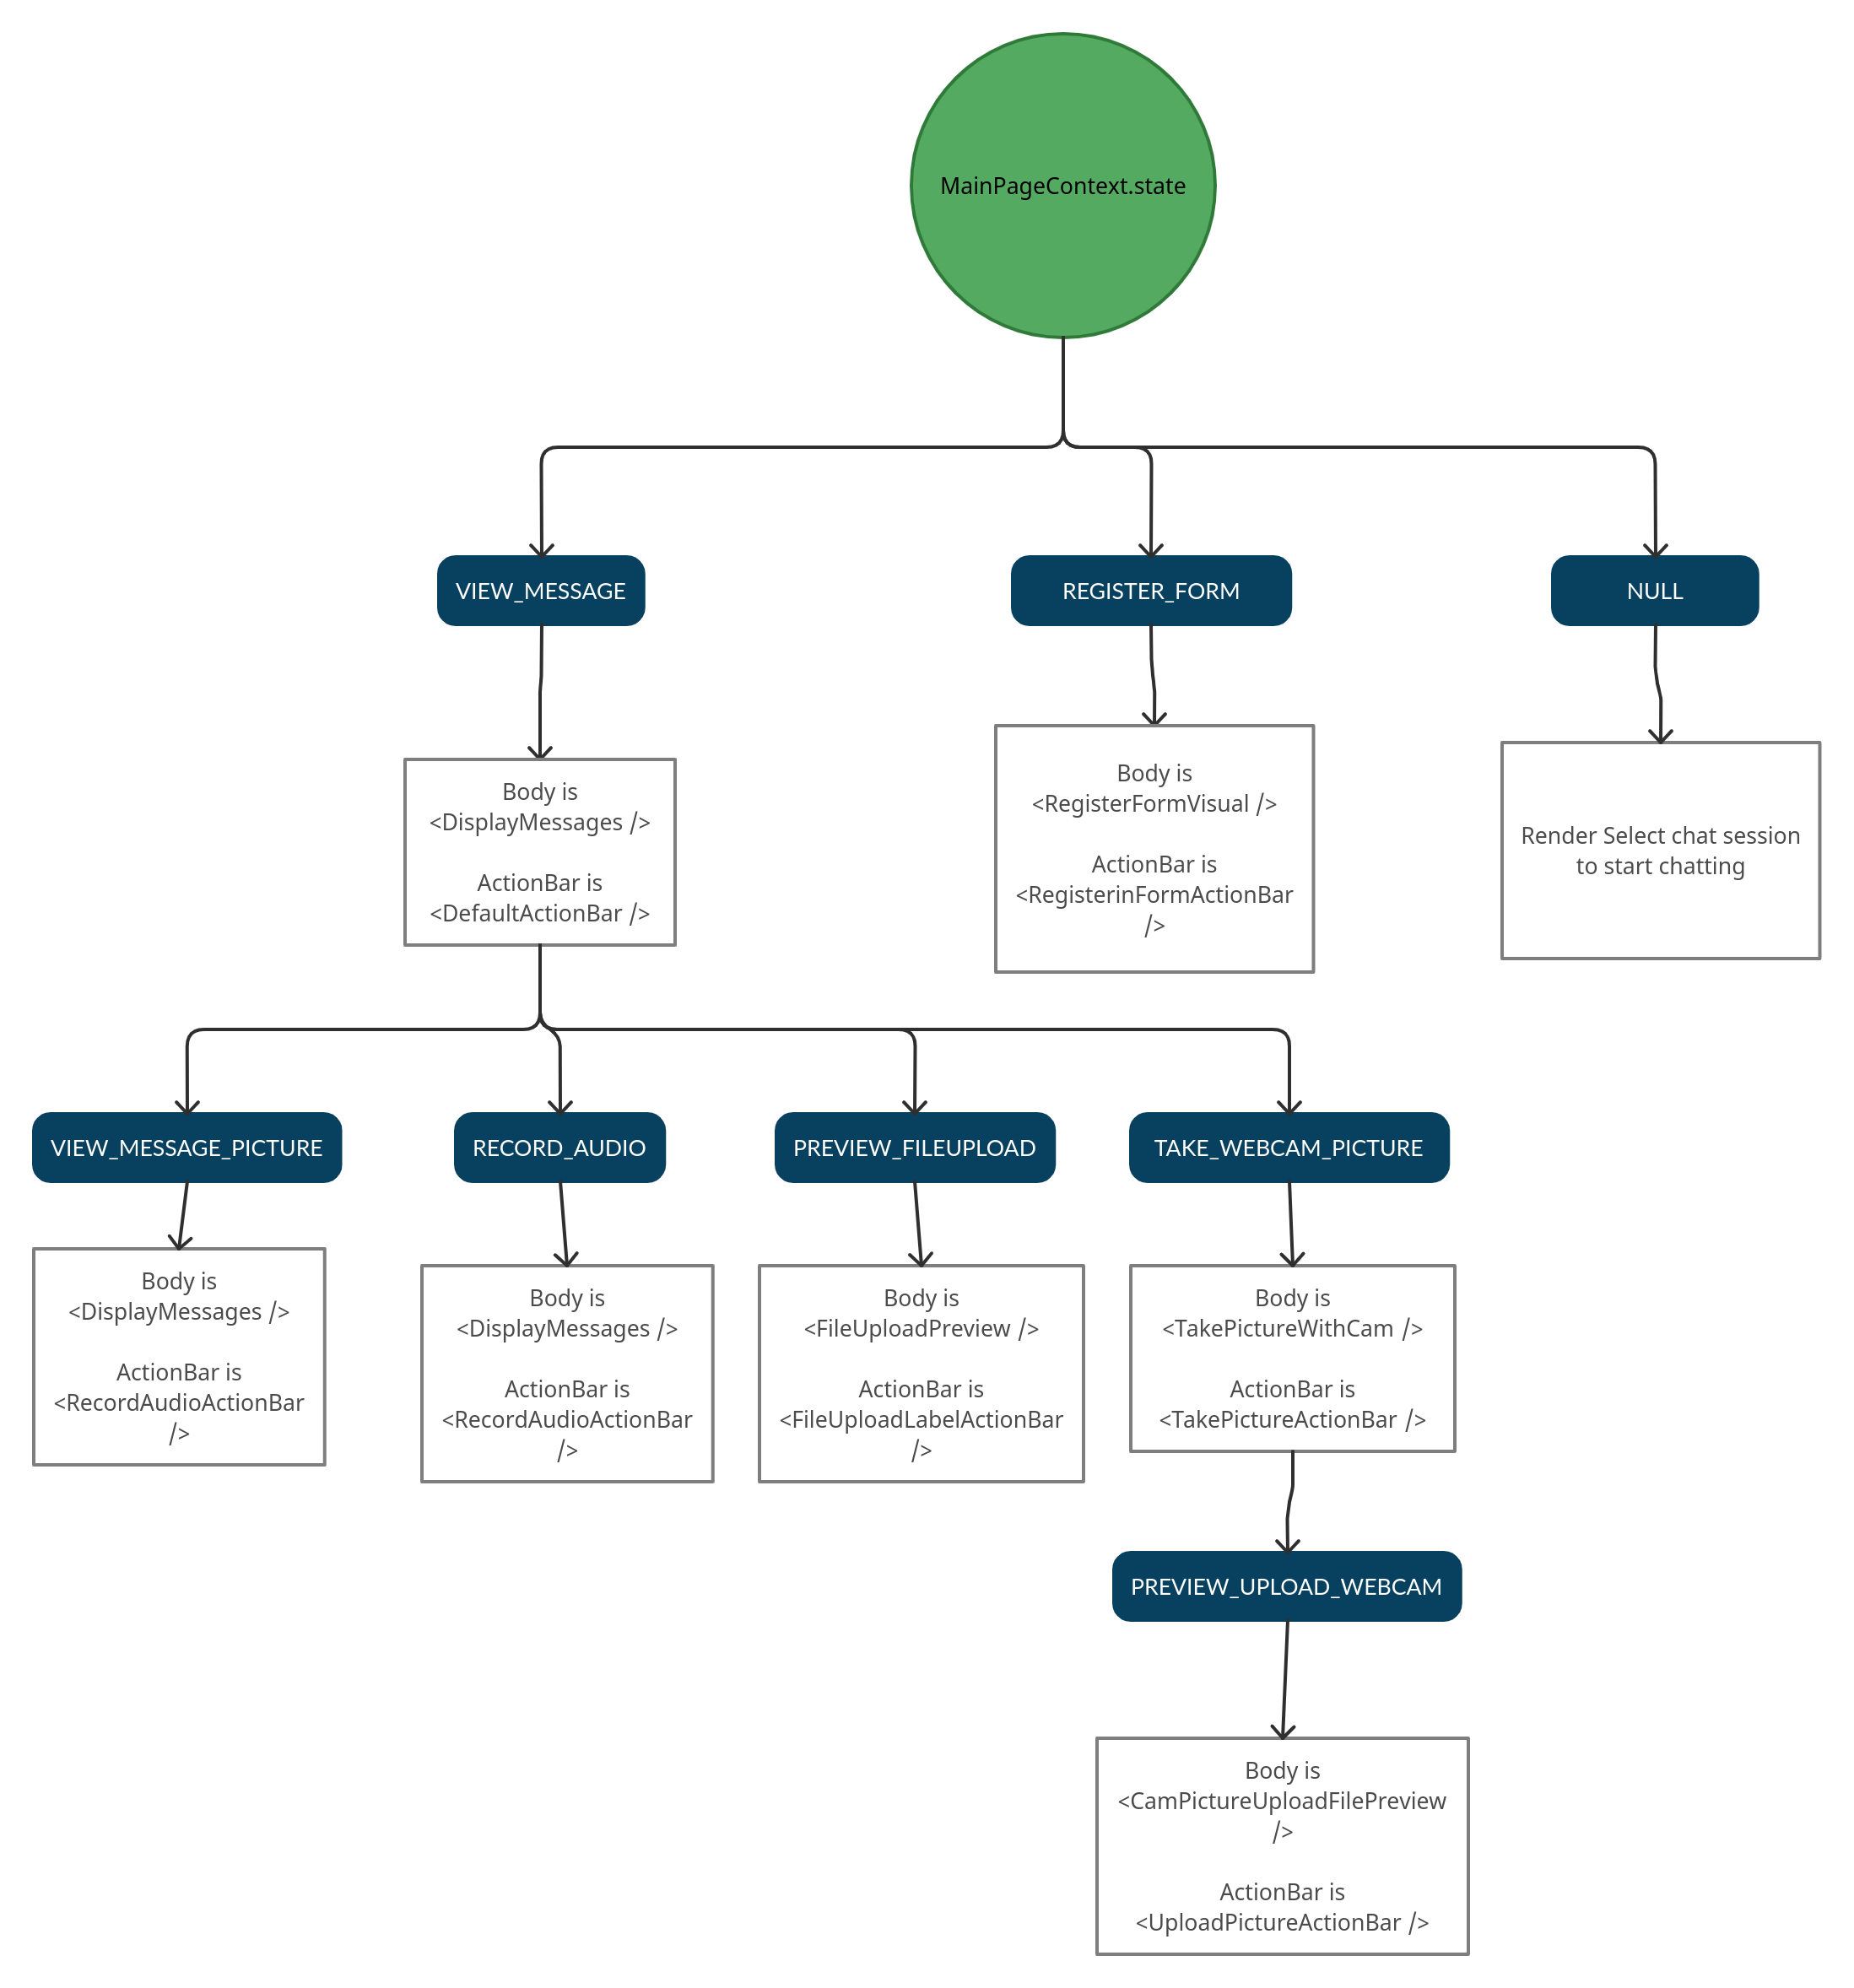 MainPageContext.state
VIEW_MESSAGE
REGISTER_FORM
NULL
Body is
<DisplayMessages />
ActionBar is
<DefaultActionBar />
Body is
<RegisterFormVisual />
ActionBar is
<RegisterinFormActionBar
/>
Render Select chat session
to start chatting
VIEW_MESSAGE_PICTURE
RECORD_AUDIO
PREVIEW_FILEUPLOAD
TAKE_WEBCAM_PICTURE
Body is
<DisplayMessages />
ActionBar is
<RecordAudioActionBar
/>
Body is
<DisplayMessages />
ActionBar is
<RecordAudioActionBar
/>
Body is
<FileUploadPreview />
ActionBar is
<FileUploadLabelActionBar
/>
Body is
<TakePictureWithCam />
ActionBar is
<TakePictureActionBar />
PREVIEW_UPLOAD_WEBCAM
Body is
<CamPictureUploadFilePreview
/>
ActionBar is
<UploadPictureActionBar />